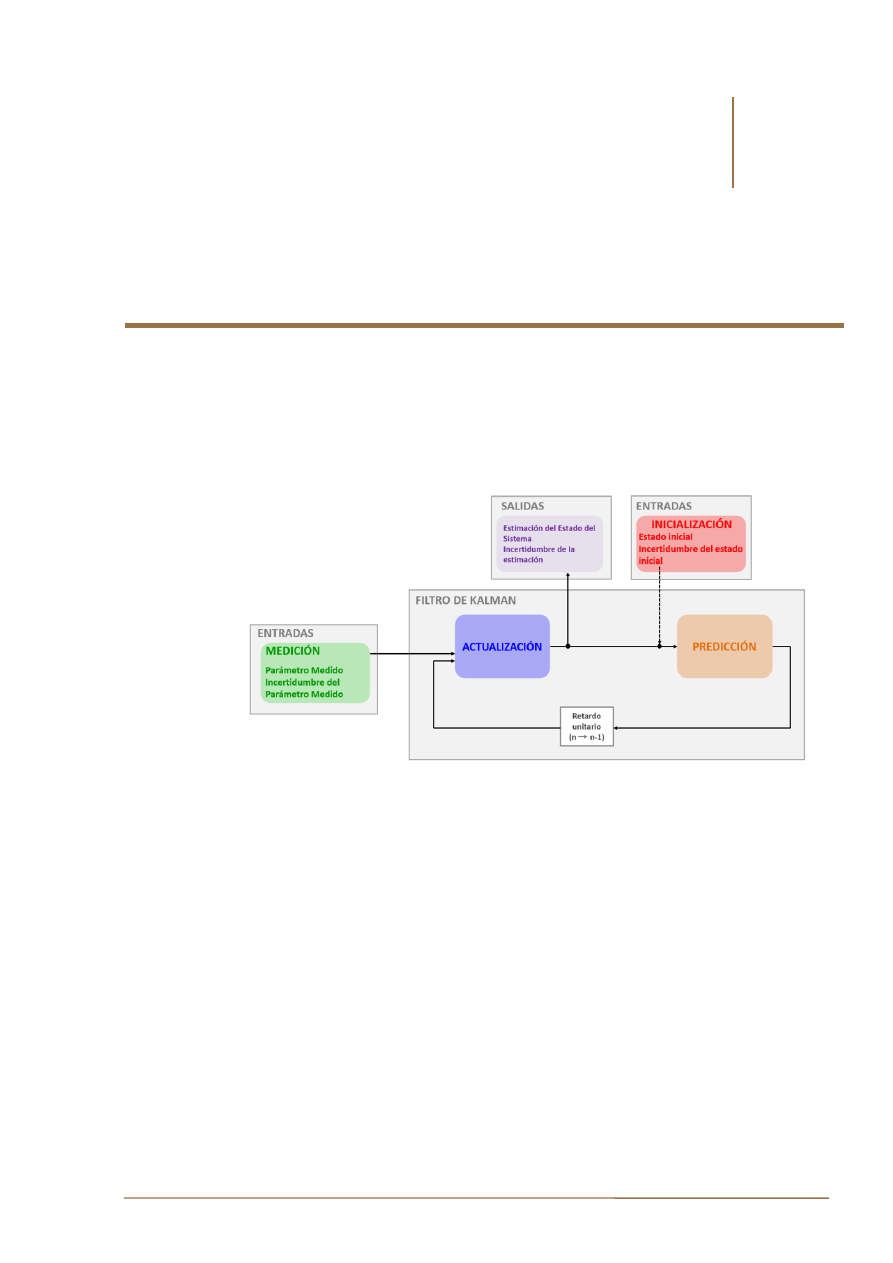 SALIDAS
Estimación del Estado del
Sistema
Incertidumbre de la
estimación
ENTRADAS
INICIALIZACIÓN
Estado inicial
Incertidumbre del estado
inicial
FILTRO DE KALMAN
ENTRADAS
MEDICIÓN
Parámetro Medido
Incertidumbre del
Parámetro Medido
ACTUALIZACIÓN
PREDICCIÓN
Retardo
unitario
(n → n-1)